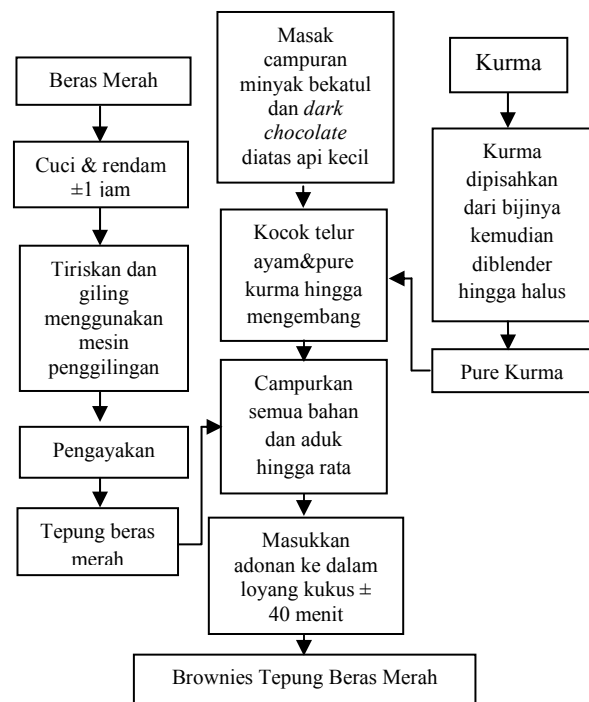 Beras Merah
Cuci & rendam
±1 jam
Tiriskan dan
giling
menggunakan
mesin
penggilingan
Pengayakan
Tepung beras
merah
Masak
campuran
minyak bekatul
dan dark
chocolate
diatas api kecil
Kocok telur
ayam&pure
kurma hingga
mengembang
Campurkan
semua bahan
dan aduk
hingga rata
Masukkan
adonan ke dalam
loyang kukus ±
40 menit
Kurma
Kurma
dipisahkan
dari bijinya
kemudian
diblender
hingga halus
Pure Kurma
Brownies Tepung Beras Merah